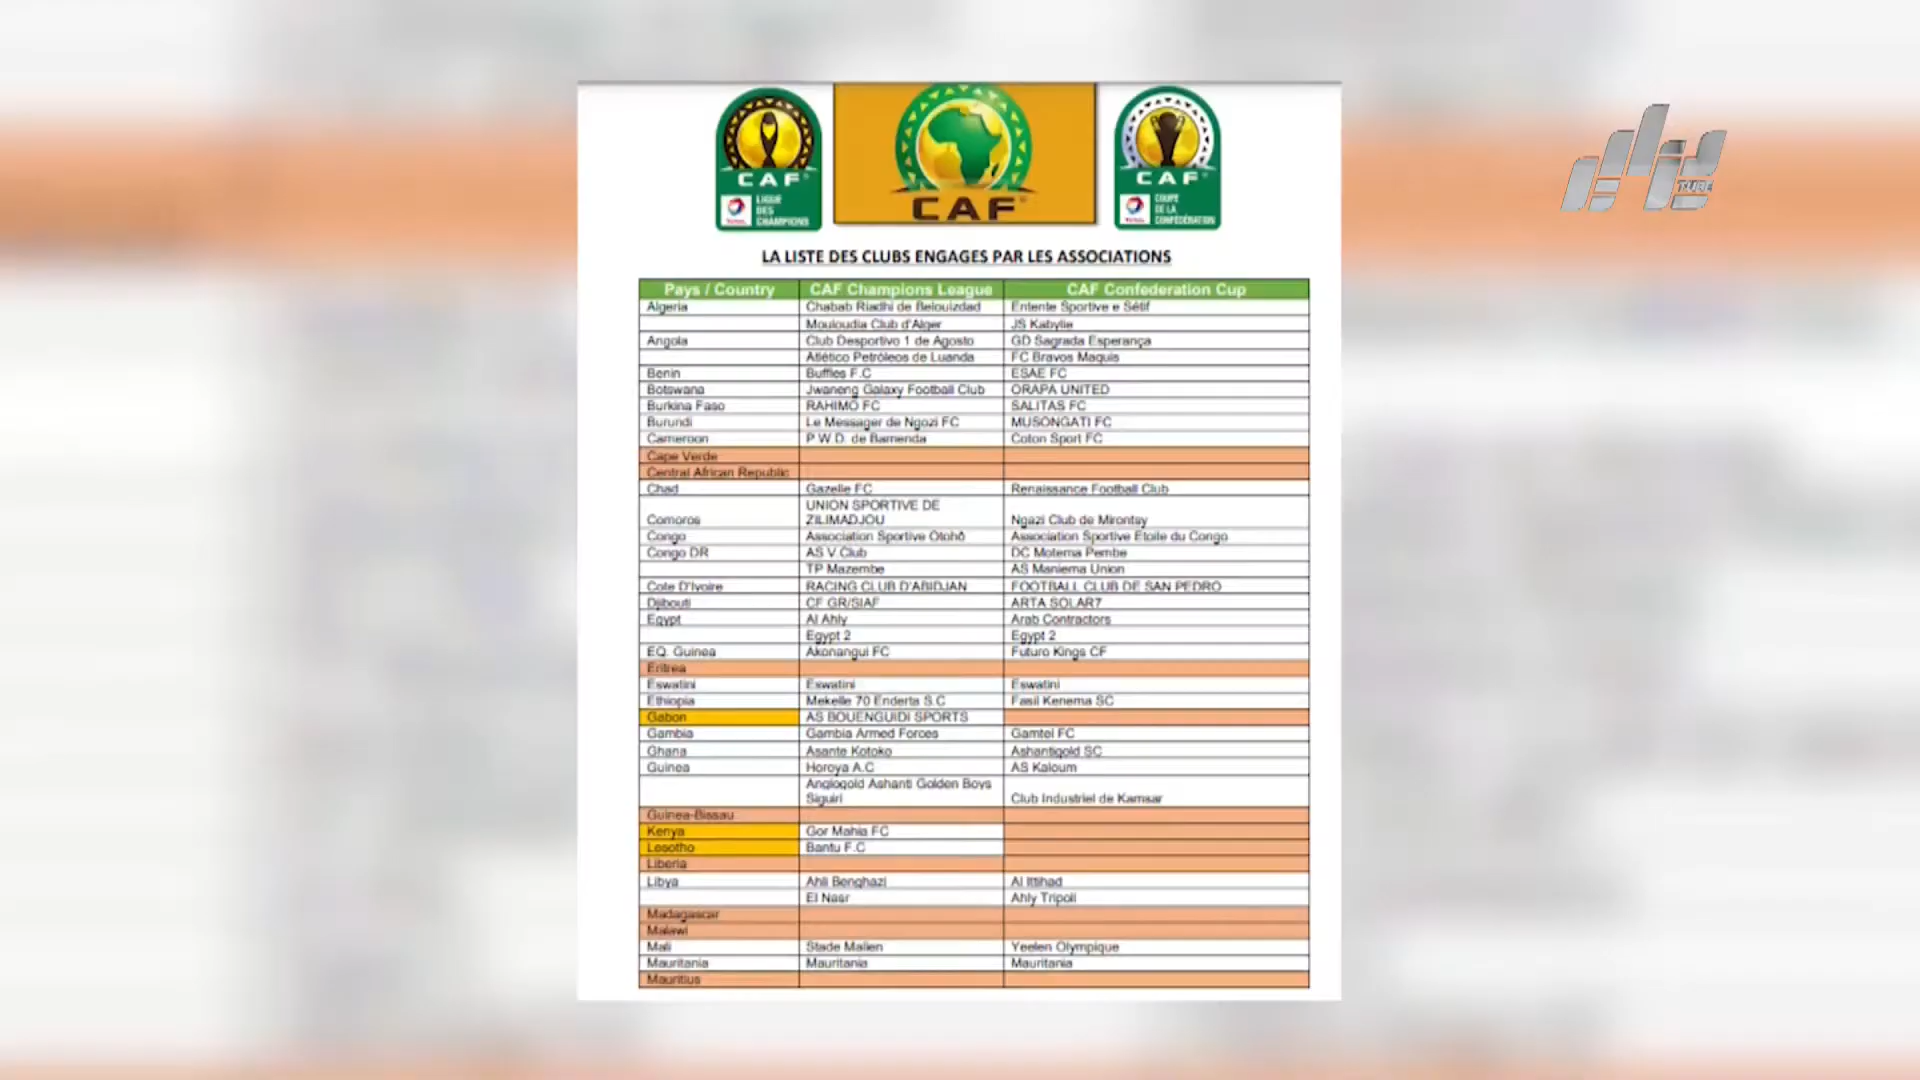 CAF
LIGUE
DES
CHAMPIONS
CAF
CAF
COUPE
DE LA
CONFÉDÉRATION
TUBE
LA LISTE DES CLUBS ENGAGES PAR LES ASSOCIATIONS
Pays / Country CAF Champions League CAF Confederation Cup
Algeria Chabab Riadhi de Belouizdad Entente Sportive e Sétif
Mouloudia Club d'Alger JS Kabylie
Angola Club Desportivo 1 de Agosto GD Sagrada Esperança
Atlético Petróleos de Luanda FC Bravos Maquis
Benin Buffles F.C ESAE FC
Botswana Jwaneng Galaxy Football Club ORAPA UNITED
Burkina Faso RAHIMO FC SALITAS FC
Burundi Le Messager de Ngozi FC MUSONGATI FC
Cameroon P.W.D. de Bamenda Coton Sport FC
Cape Verde
Central African Republic
Chad Gazelle FC Renaissance Football Club
UNION SPORTIVE DE
Comoros ZILIMADJOU Ngazi Club de Mirontsy
Congo Association Sportive Otohô Association Sportive Etoile du Congo
Congo DR AS V.Club DC Motema Pembe
TP Mazembe AS Maniema Union
Cote D'Ivoire RACING CLUB D'ABIDJAN FOOTBALL CLUB DE SAN PEDRO
Djibouti CF GR/SIAF ARTA SOLAR7
Egypt Al Ahly Arab Contractors
Egypt 2 Egypt 2
EQ. Guinea Akonangui FC Futuro Kings CF
Eritrea
Eswatini Eswatini Eswatini
Ethiopia Mekelle 70 Enderta S.C Fasil Kenema SC
Gabon AS BOUENGUIDI SPORTS
Gambia Gambia Armed Forces Gamtel FC
Ghana Asante Kotoko Ashantigold SC
Guinea Horoya A.C AS Kaloum
Anglogold Ashanti Golden Boys
Siguiri Club Industriel de Kamsar
Guinea-Bissau
Kenya Gor Mahia FC
Lesotho Bantu F.C
Liberia
Libya Ahli Benghazi Al Ittihad
El Nasr Ahly Tripoli
Madagascar
Malawi
Mali Stade Malien Yeelen Olympique
Mauritania Mauritania Mauritania
Mauritius